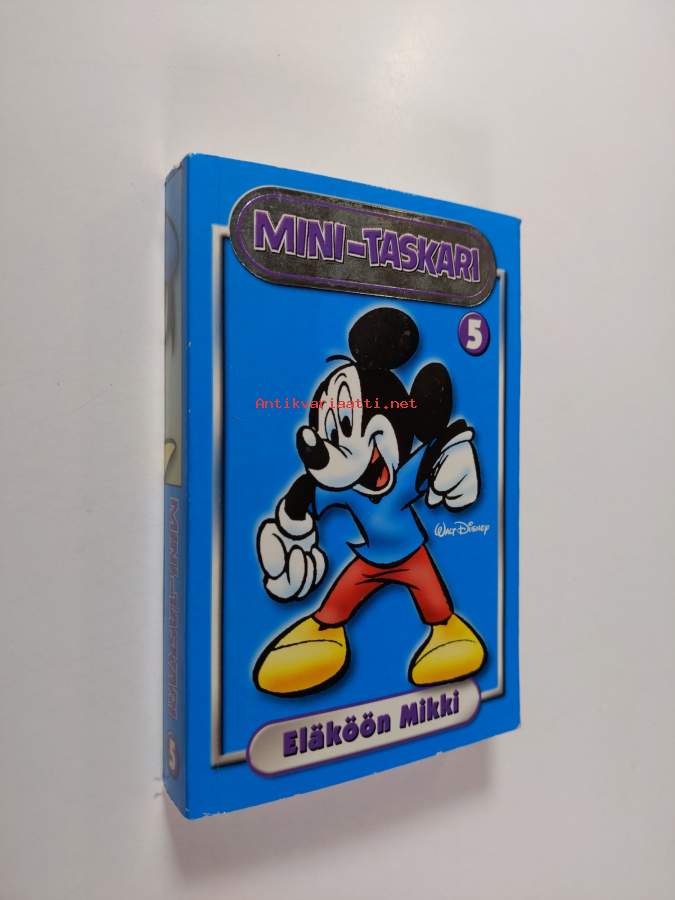 MINI-TASKARI
5
Antikvariaatti.net
WALT DISNEY
Eläköön Mikki
MINI-TASKARI 5